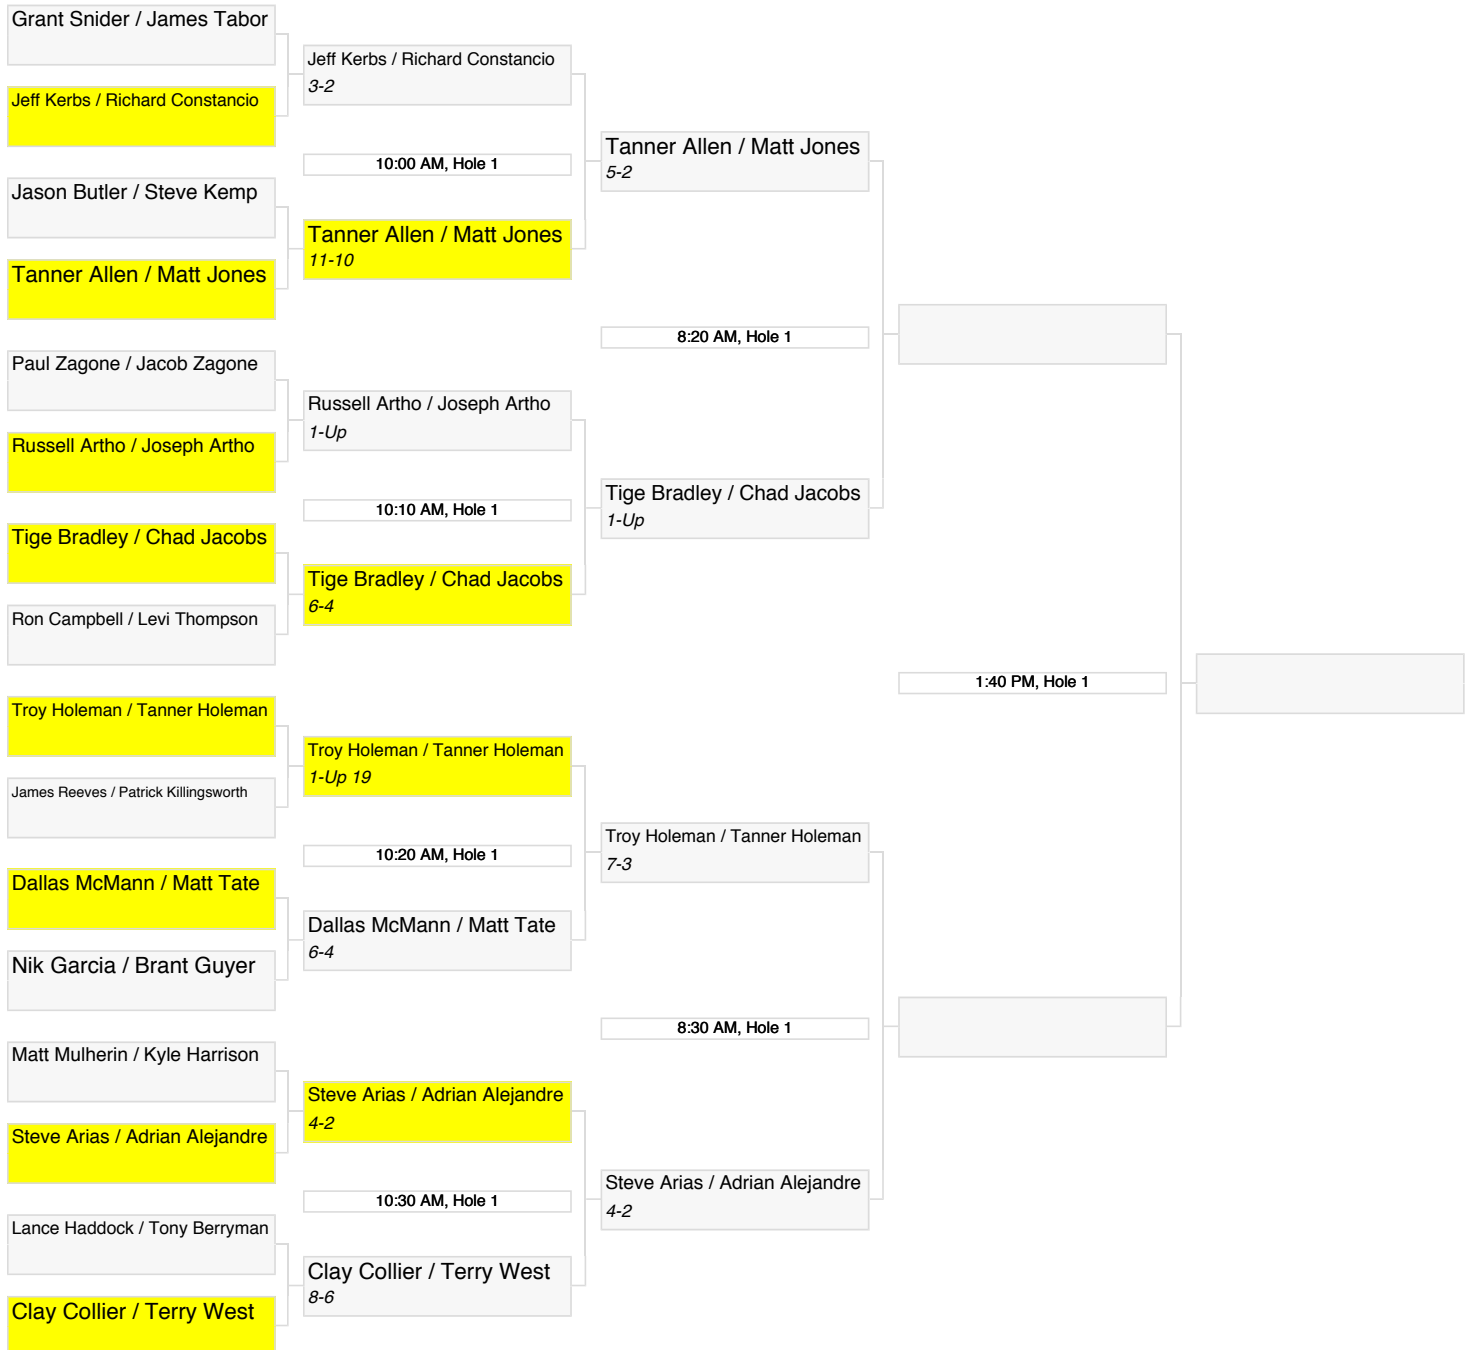 Grant Snider / James Tabor
Jeff Kerbs / Richard Constancio
Jason Butler / Steve Kemp
Tanner Allen / Matt Jones
Paul Zagone / Jacob Zagone
Russell Artho / Joseph Artho
Tige Bradley / Chad Jacobs
Ron Campbell / Levi Thompson
Troy Holeman / Tanner Holeman
James Reeves / Patrick Killingsworth
Dallas McMann / Matt Tate
Nik Garcia / Brant Guyer
Matt Mulherin / Kyle Harrison
Steve Arias / Adrian Alejandre
Lance Haddock / Tony Berryman
Clay Collier / Terry West
Jeff Kerbs / Richard Constancio
3-2
10:00 AM, Hole 1
Tanner Allen / Matt Jones
11-10
Russell Artho / Joseph Artho
1-Up
10:10 AM, Hole 1
Tige Bradley / Chad Jacobs
6-4
Troy Holeman / Tanner Holeman
1-Up 19
10:20 AM, Hole 1
Dallas McMann / Matt Tate
6-4
Steve Arias / Adrian Alejandre
4-2
10:30 AM, Hole 1
Clay Collier / Terry West
8-6
Tanner Allen / Matt Jones
5-2
8:20 AM, Hole 1
Tige Bradley / Chad Jacobs
1-Up
Troy Holeman / Tanner Holeman
7-3
8:30 AM, Hole 1
Steve Arias / Adrian Alejandre
4-2
1:40 PM, Hole 1